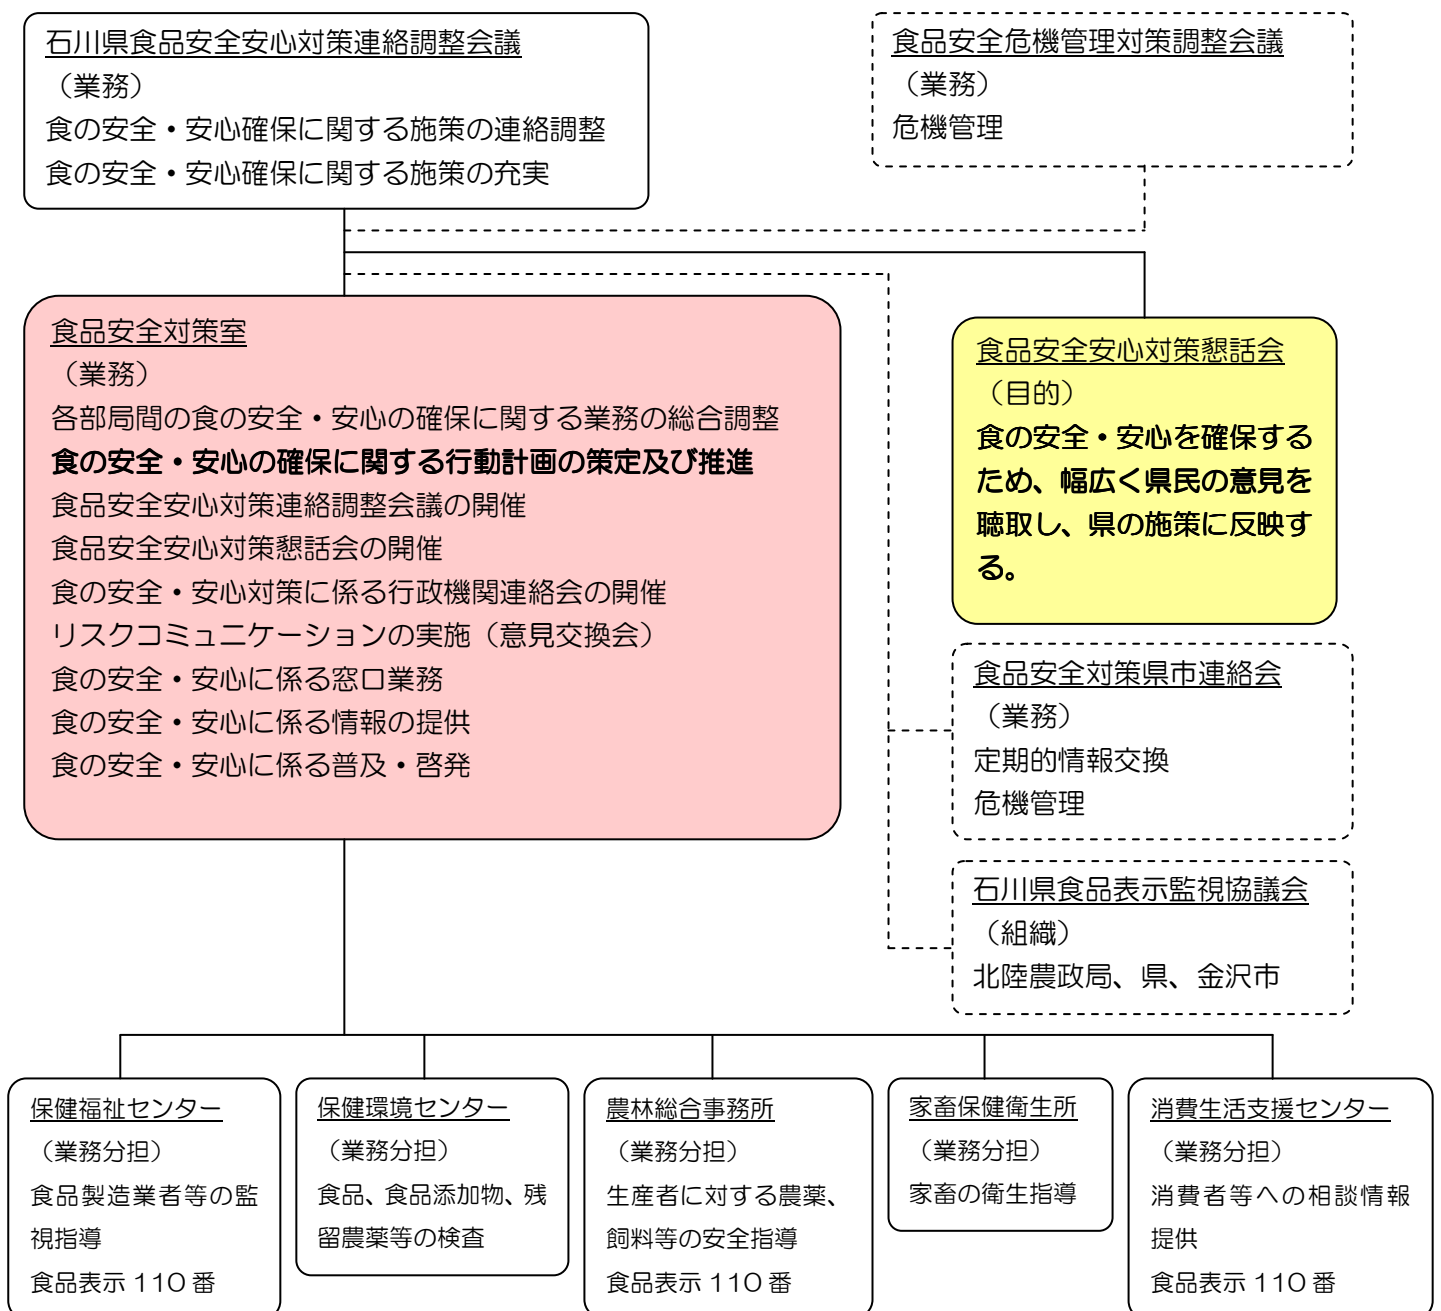 石川県食品安全安心対策連絡調整会議
（業務）
食の安全・安心確保に関する施策の連絡調整
食の安全・安心確保に関する施策の充実
食品安全危機管理対策調整会議
（業務）
危機管理
食品安全対策室
（業務）
各部局間の食の安全・安心の確保に関する業務の総合調整
食の安全・安心の確保に関する行動計画の策定及び推進
食品安全安心対策連絡調整会議の開催
食品安全安心対策懇話会の開催
食の安全・安心対策に係る行政機関連絡会の開催
リスクコミュニケーションの実施（意見交換会）
食の安全・安心に係る窓口業務
食の安全・安心に係る情報の提供
食の安全・安心に係る普及・啓発
食品安全安心対策懇話会
（目的）
食の安全・安心を確保する
ため、幅広く県民の意見を
聴取し、県の施策に反映す
る。
食品安全対策県市連絡会
（業務）
定期的情報交換
危機管理
石川県食品表示監視協議会
（組織）
北陸農政局、県、金沢市
保健福祉センター
（業務分担）
食品製造業者等の監
視指導
食品表示 110 番
保健環境センター
（業務分担）
食品、食品添加物、残
留農薬等の検査
農林総合事務所
（業務分担）
生産者に対する農薬、
飼料等の安全指導
食品表示 110 番
家畜保健衛生所
（業務分担）
家畜の衛生指導
消費生活支援センター
（業務分担）
消費者等への相談情報
提供
食品表示 110 番